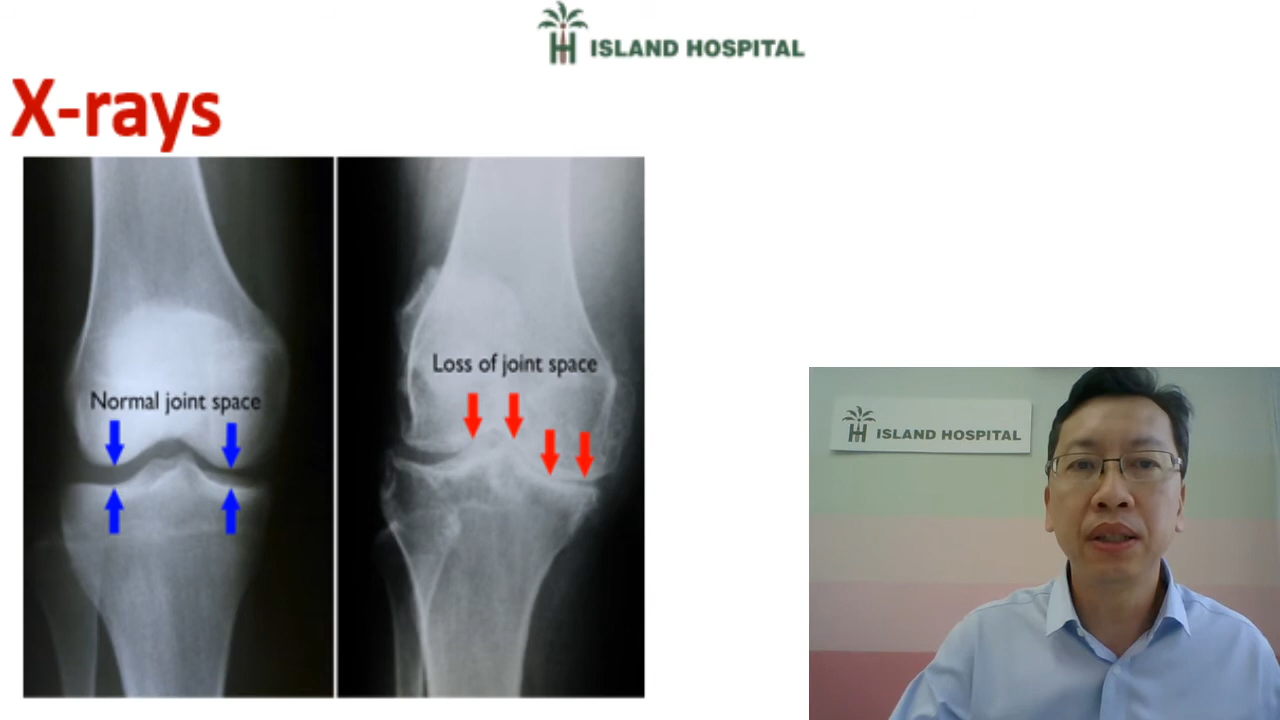 ISLAND HOSPITAL
X-rays
Normal joint space
Loss of joint space
ISLAND HOSPITAL